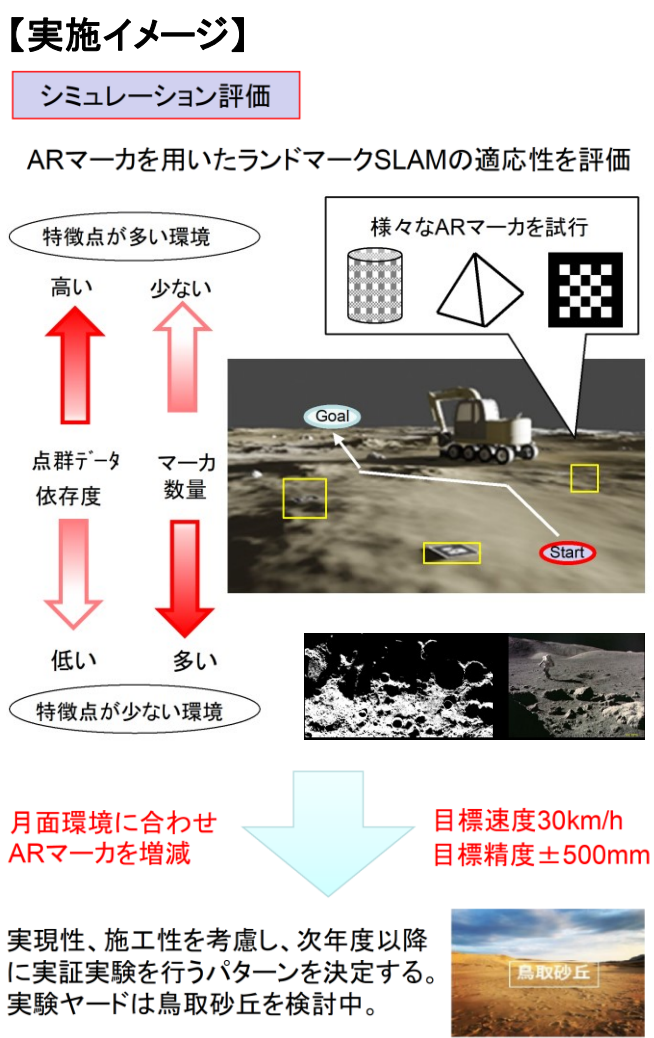 【実施イメージ】
シミュレーション評価
ARマーカを用いたランドマークSLAMの適応性を評価
特徴点が多い環境
高い
少ない
点群ﾃﾞｰﾀ
依存度
マーカ
数量
低い
多い
特徴点が少ない環境
様々なARマーカを試行
Goal
Start
月面環境に合わせ
ARマーカを増減
目標速度30km/h
目標精度±500mm
実現性、施工性を考慮し、次年度以降
に実証実験を行うパターンを決定する。
実験ヤードは鳥取砂丘を検討中。
鳥取砂丘